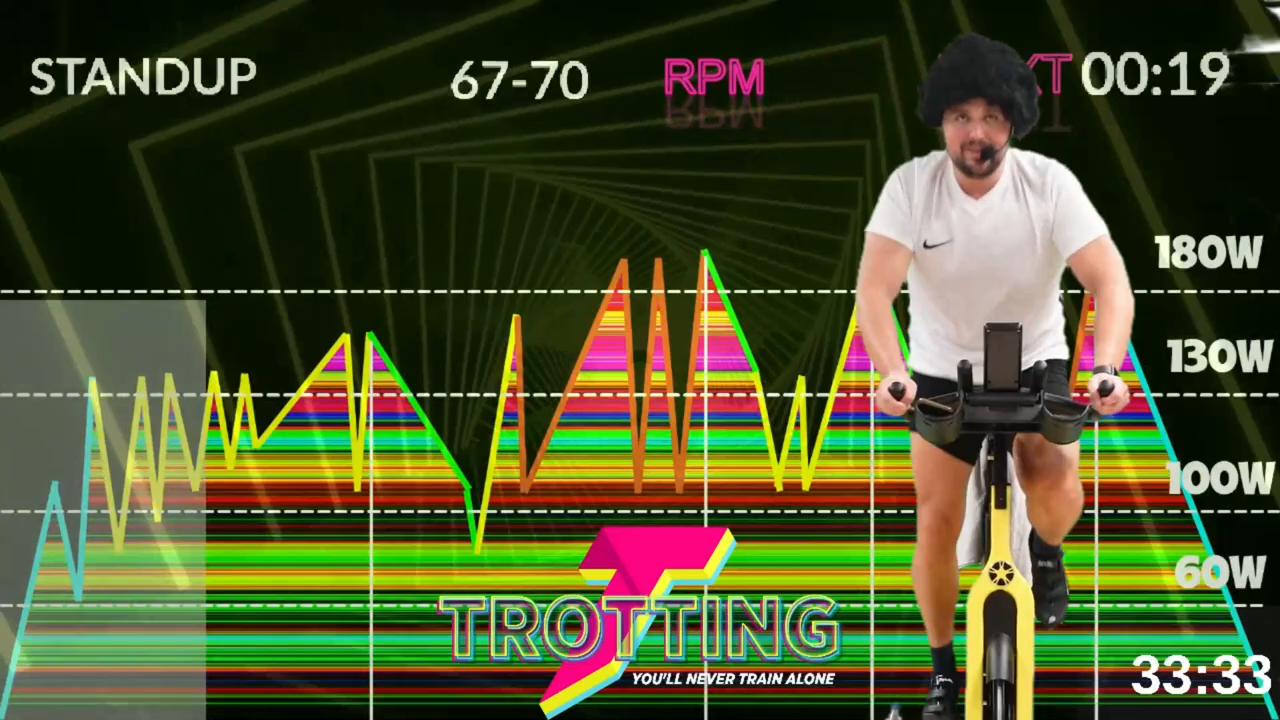 STANDUP
67-70
RPM
00:19
180W
130W
100W
60W
TROTTING
YOU'LL NEVER TRAIN ALONE
33:33